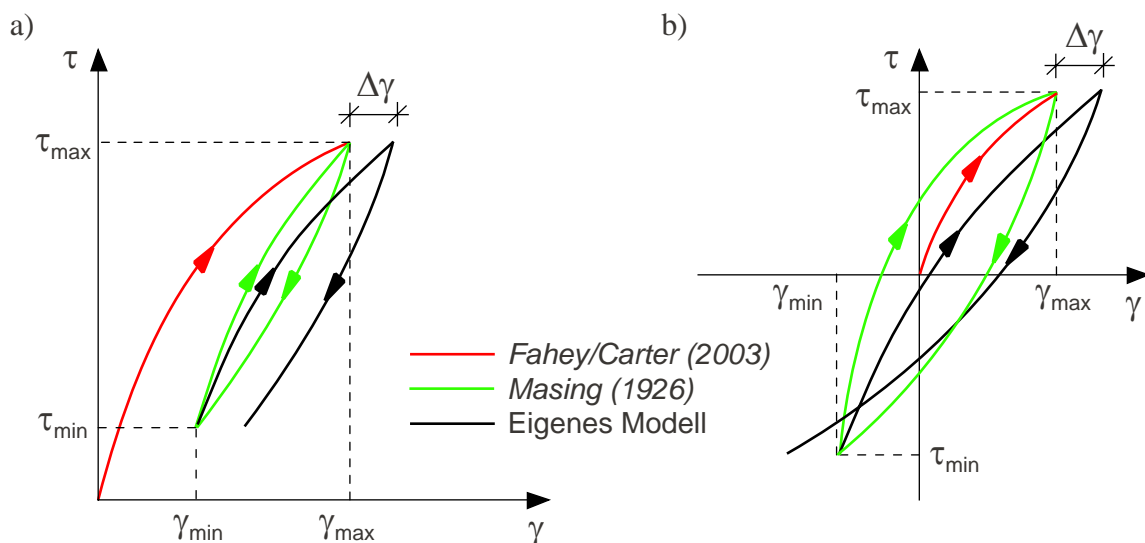 a)
τ
Δγ
τmax
τmin
γmin
γmax
γ
b)
τ
Δγ
τmax
γmin
γmax
γ
τmin
Fahey/Carter (2003)
Masing (1926)
Eigenes Modell